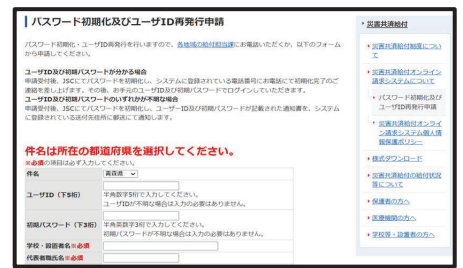 パスワード初期化及びユーザID再発行申請
パスワード初期化・ユーザID再発行を行いますので、各地域の給付担当課にお電話いただくか、以下のフォーム
から申請してください。
ユーザID及び初期パスワードが分かる場合
申請受付後、JSCにてパスワードを初期化し、システムに登録されている電話番号にお電話にて初期化完了のご
連絡を差し上げます。その後、お手元のユーザID及び初期パスワードでログインしていただきます。
ユーザID及び初期パスワードのいずれかが不明な場合
申請受付後、JSCにてパスワードを初期化し、ユーザーID及び初期パスワードが記載された通知書を、システム
に登録されている送付先住所に郵送にて通知します。
件名は所在の都道府県を選択してください。
※必須の項目は必ず入力してください。
件名
青森県
ユーザID（下5桁）
半角数字5桁で入力してください。
ユーザIDが不明な場合は入力の必要はありません。
初期パスワード（下3桁）
半角英数字3桁で入力してください。
初期パスワードが不明な場合は入力の必要はありません。
学校・設置者名※必須
代表者職氏名※必須
災害共済給付
災害共済給付制度につい
て
災害共済給付オンライン
請求システムについて
パスワード初期化及び
ユーザID再発行申請
災害共済給付オンライ
ン請求システム個人情
報保護ポリシー
様式ダウンロード
災害共済給付の給付状況
等について
保護者の方へ
医療機関の方へ
学校等・設置者の方へ